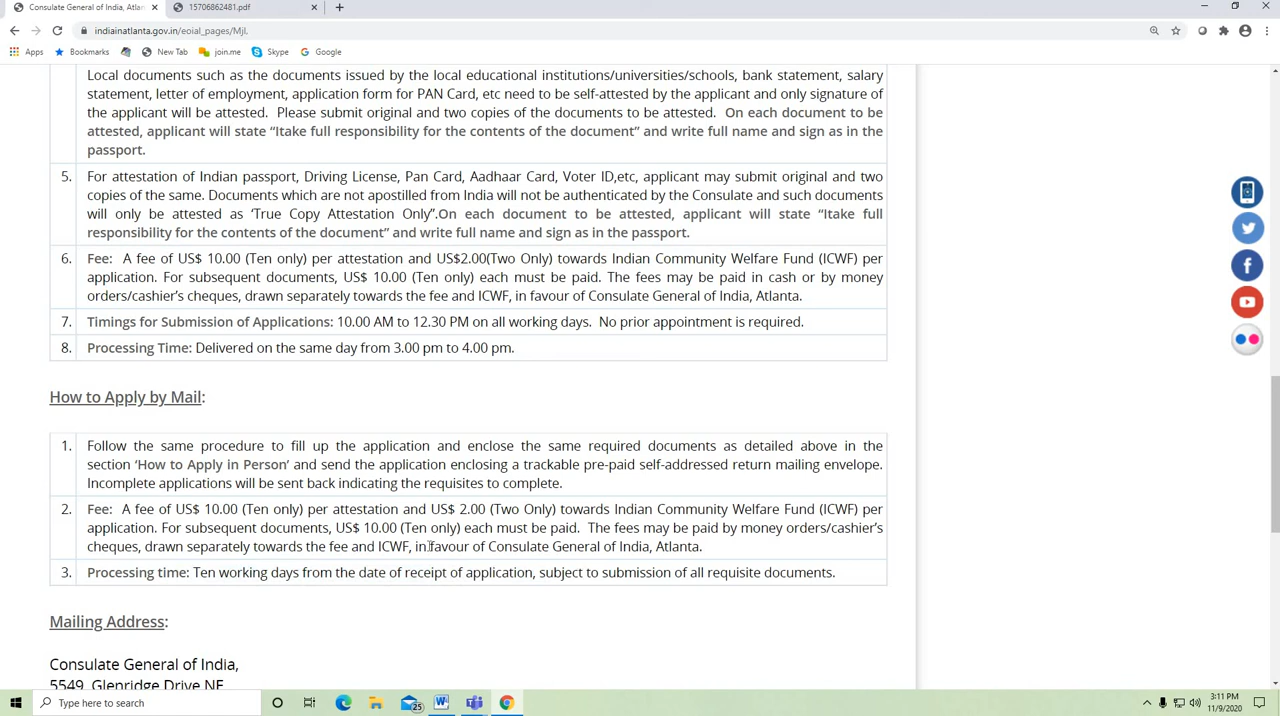 Consulate General of India, Atlan
15706862481.pdf
indiainatlanta.gov.in/eoial_pages/MjI,
Apps Bookmarks New Tab join.me Skype Google
Local documents such as the documents issued by the local educational institutions/universities/schools, bank statement, salary
statement, letter of employment, application form for PAN Card, etc need to be self-attested by the applicant and only signature of
the applicant will be attested. Please submit original and two copies of the documents to be attested. On each document to be
attested, applicant will state “Itake full responsibility for the contents of the document” and write full name and sign as in the
passport.
5. For attestation of Indian passport, Driving License, Pan Card, Aadhaar Card, Voter ID,etc, applicant may submit original and two
copies of the same. Documents which are not apostilled from India will not be authenticated by the Consulate and such documents
will only be attested as ‘True Copy Attestation Only”.On each document to be attested, applicant will state “Itake full
responsibility for the contents of the document” and write full name and sign as in the passport.
6. Fee: A fee of US$ 10.00 (Ten only) per attestation and US$2.00(Two Only) towards Indian Community Welfare Fund (ICWF) per
application. For subsequent documents, US$ 10.00 (Ten only) each must be paid. The fees may be paid in cash or by money
orders/cashier’s cheques, drawn separately towards the fee and ICWF, in favour of Consulate General of India, Atlanta.
7. Timings for Submission of Applications: 10.00 AM to 12.30 PM on all working days. No prior appointment is required.
8. Processing Time: Delivered on the same day from 3.00 pm to 4.00 pm.
How to Apply by Mail:
1. Follow the same procedure to fill up the application and enclose the same required documents as detailed above in the
section ‘How to Apply in Person’ and send the application enclosing a trackable pre-paid self-addressed return mailing envelope.
Incomplete applications will be sent back indicating the requisites to complete.
2. Fee: A fee of US$ 10.00 (Ten only) per attestation and US$ 2.00 (Two Only) towards Indian Community Welfare Fund (ICWF) per
application. For subsequent documents, US$ 10.00 (Ten only) each must be paid. The fees may be paid by money orders/cashier’s
cheques, drawn separately towards the fee and ICWF, in favour of Consulate General of India, Atlanta.
3. Processing time: Ten working days from the date of receipt of application, subject to submission of all requisite documents.
Mailing Address:
Consulate General of India,
5549, Glenridge Drive NE
Type here to search
25
3:11 PM
11/9/2020